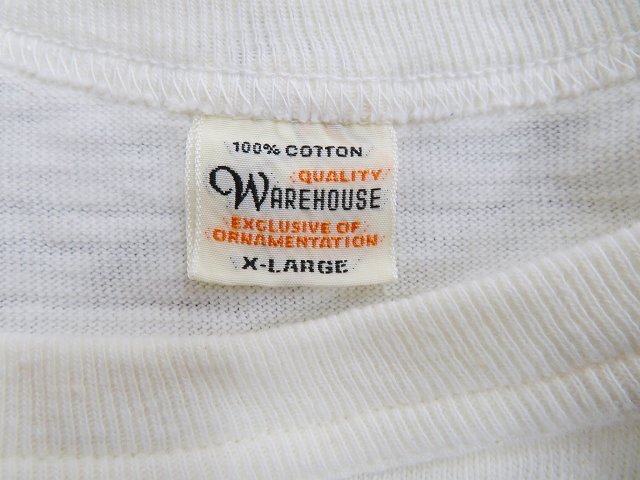 100% COTTON
QUALITY
WAREHOUSE
EXCLUSIVE OF
ORNAMENTATION
X-LARGE